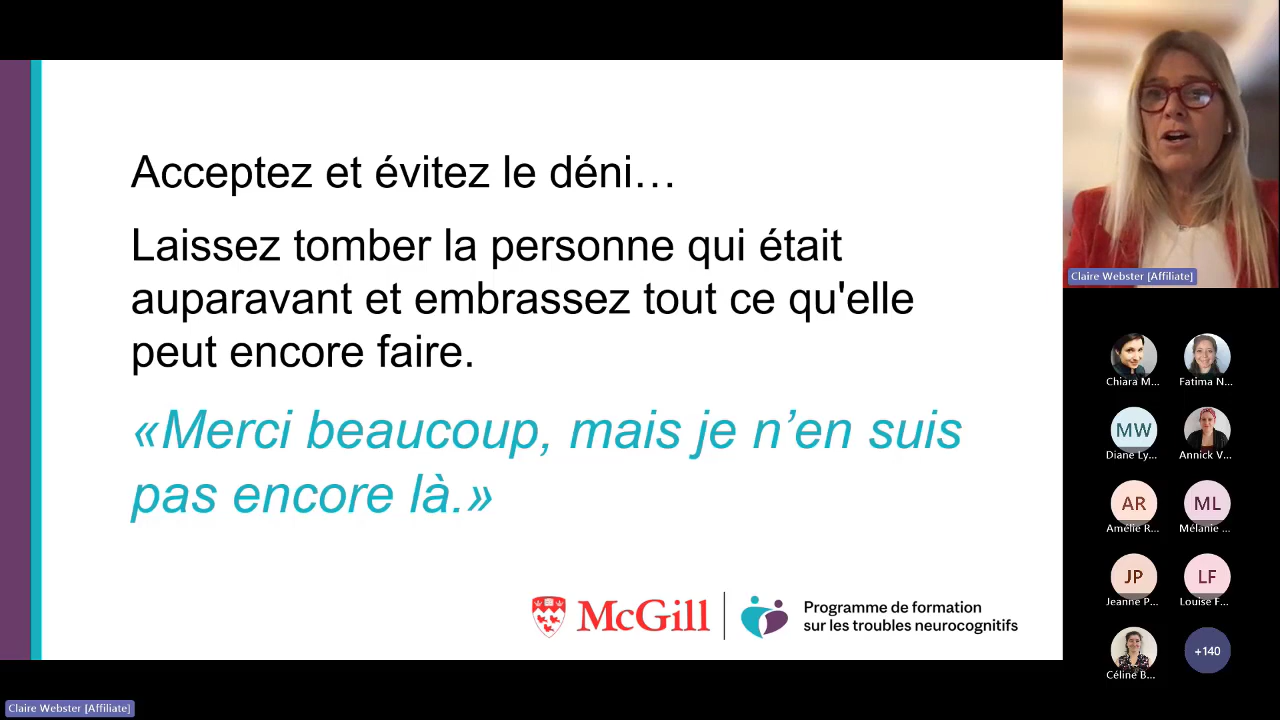 Acceptez et évitez le déni…
Laissez tomber la personne qui était
auparavant et embrassez tout ce qu'elle
peut encore faire.
«Merci beaucoup, mais je n’en suis
pas encore là.»
McGill
Programme de formation
sur les troubles neurocognitifs
Claire Webster [Affiliate]
Chiara M...
Fatima N...
MW
Diane Ly...
Annick V...
AR
Amélie R...
ML
Mélanie ...
JP
Jeanne P...
LF
Louise F...
Céline B...
+140
Claire Webster [Affiliate]